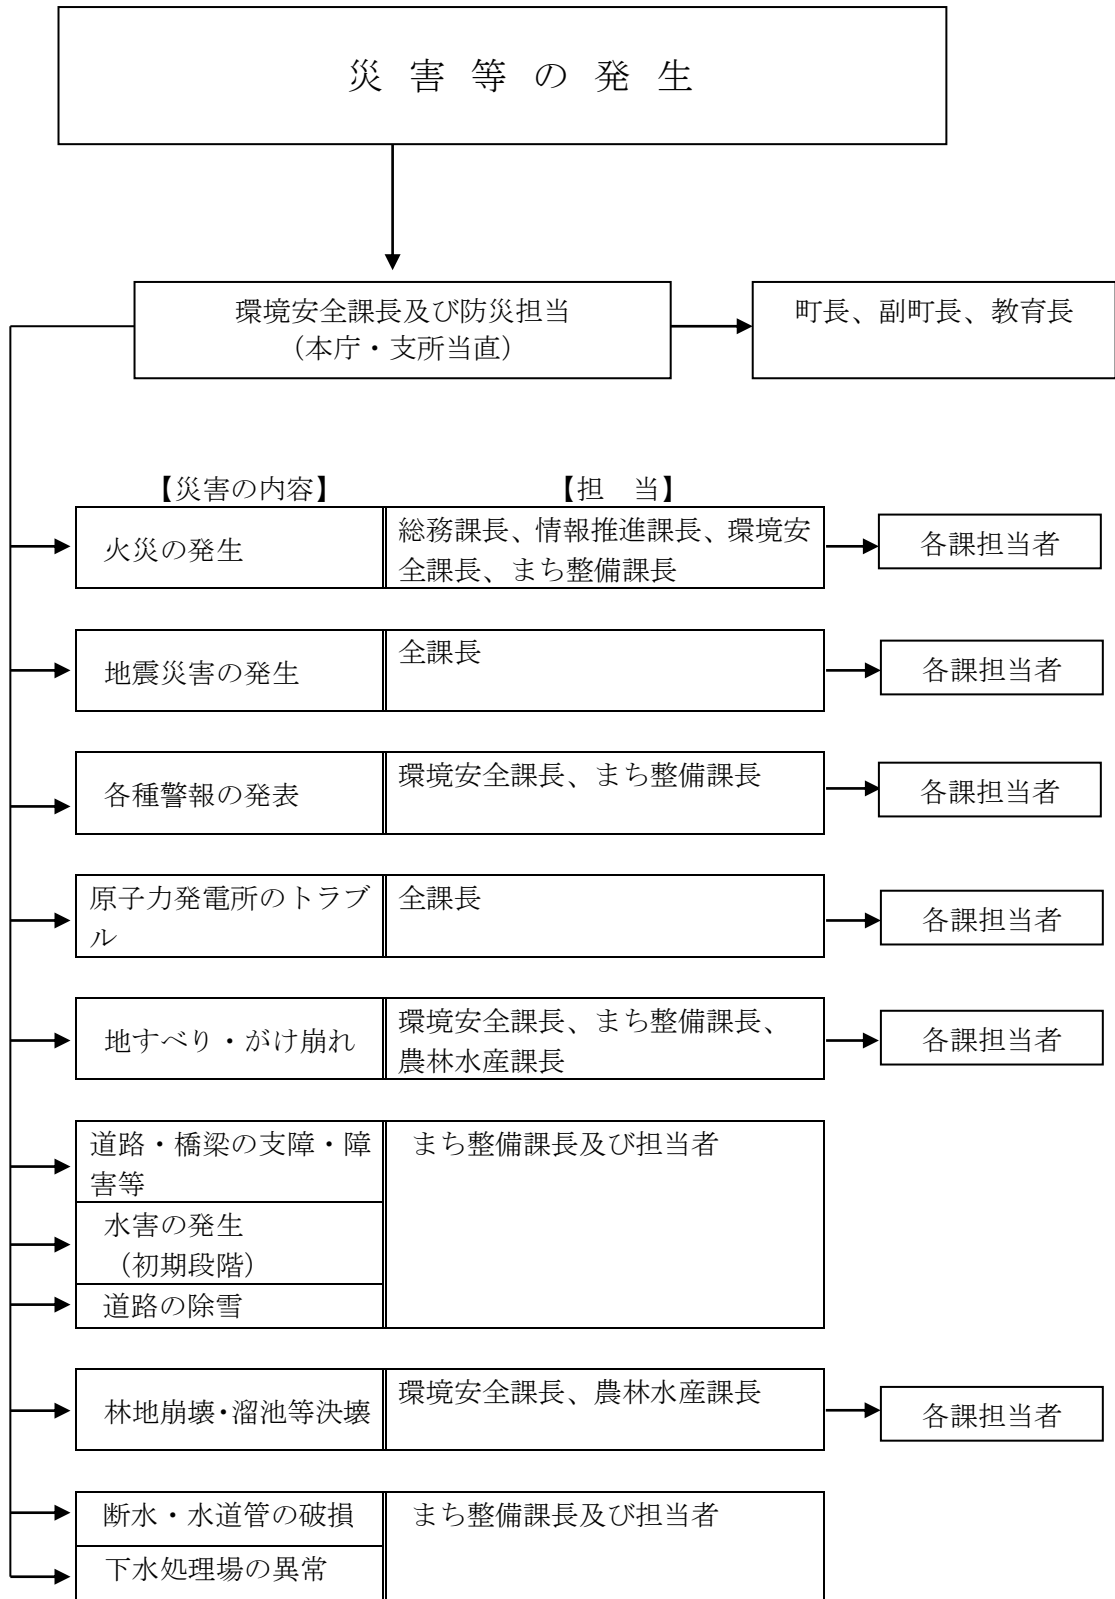 災害等の発生
環境安全課長及び防災担当
（本庁・支所当直）
町長、副町長、教育長
【災害の内容】
【担　当】
火災の発生
総務課長、情報推進課長、環境安
全課長、まち整備課長
各課担当者
地震災害の発生
全課長
各課担当者
各種警報の発表
環境安全課長、まち整備課長
各課担当者
原子力発電所のトラブ
ル
全課長
各課担当者
地すべり・がけ崩れ
環境安全課長、まち整備課長、
農林水産課長
各課担当者
道路・橋梁の支障・障
害等
まち整備課長及び担当者
水害の発生
（初期段階）
道路の除雪
林地崩壊・溜池等決壊
環境安全課長、農林水産課長
各課担当者
断水・水道管の破損
まち整備課長及び担当者
下水処理場の異常